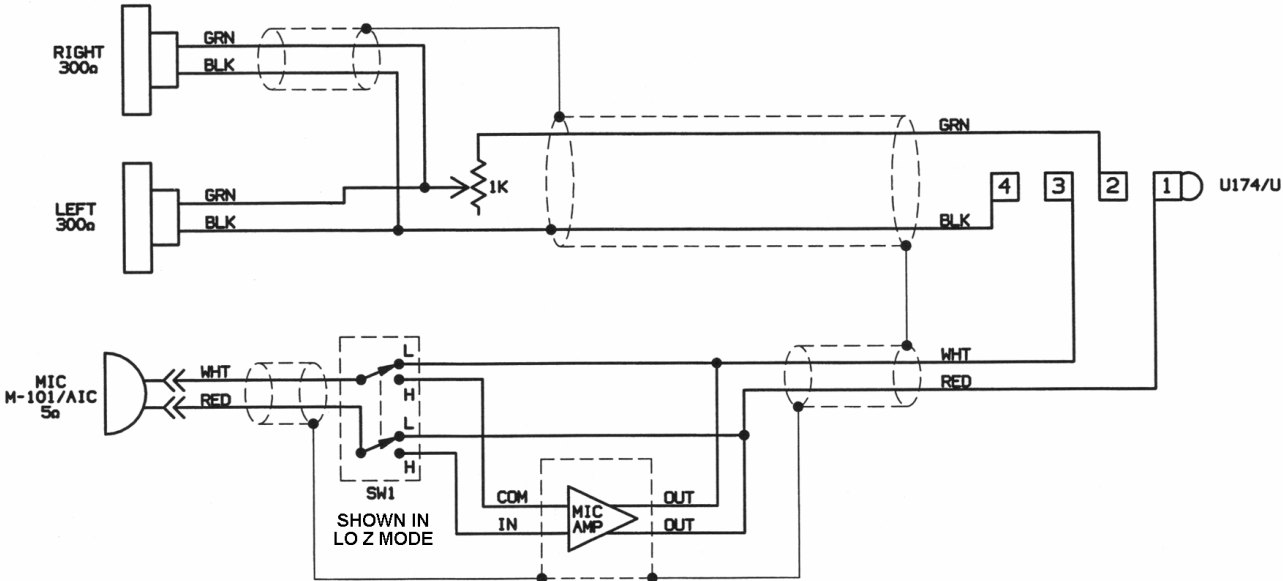 RIGHT
300Ω
GRN
BLK
GRN
LEFT
300Ω
GRN
BLK
1K
4
3
2
1
U174/U
BLK
MIC
M-101/AIC
5Ω
WHT
RED
L
H
L
H
SW1
SHOWN IN
LO Z MODE
WHT
RED
COM
IN
MIC
AMP
OUT
OUT